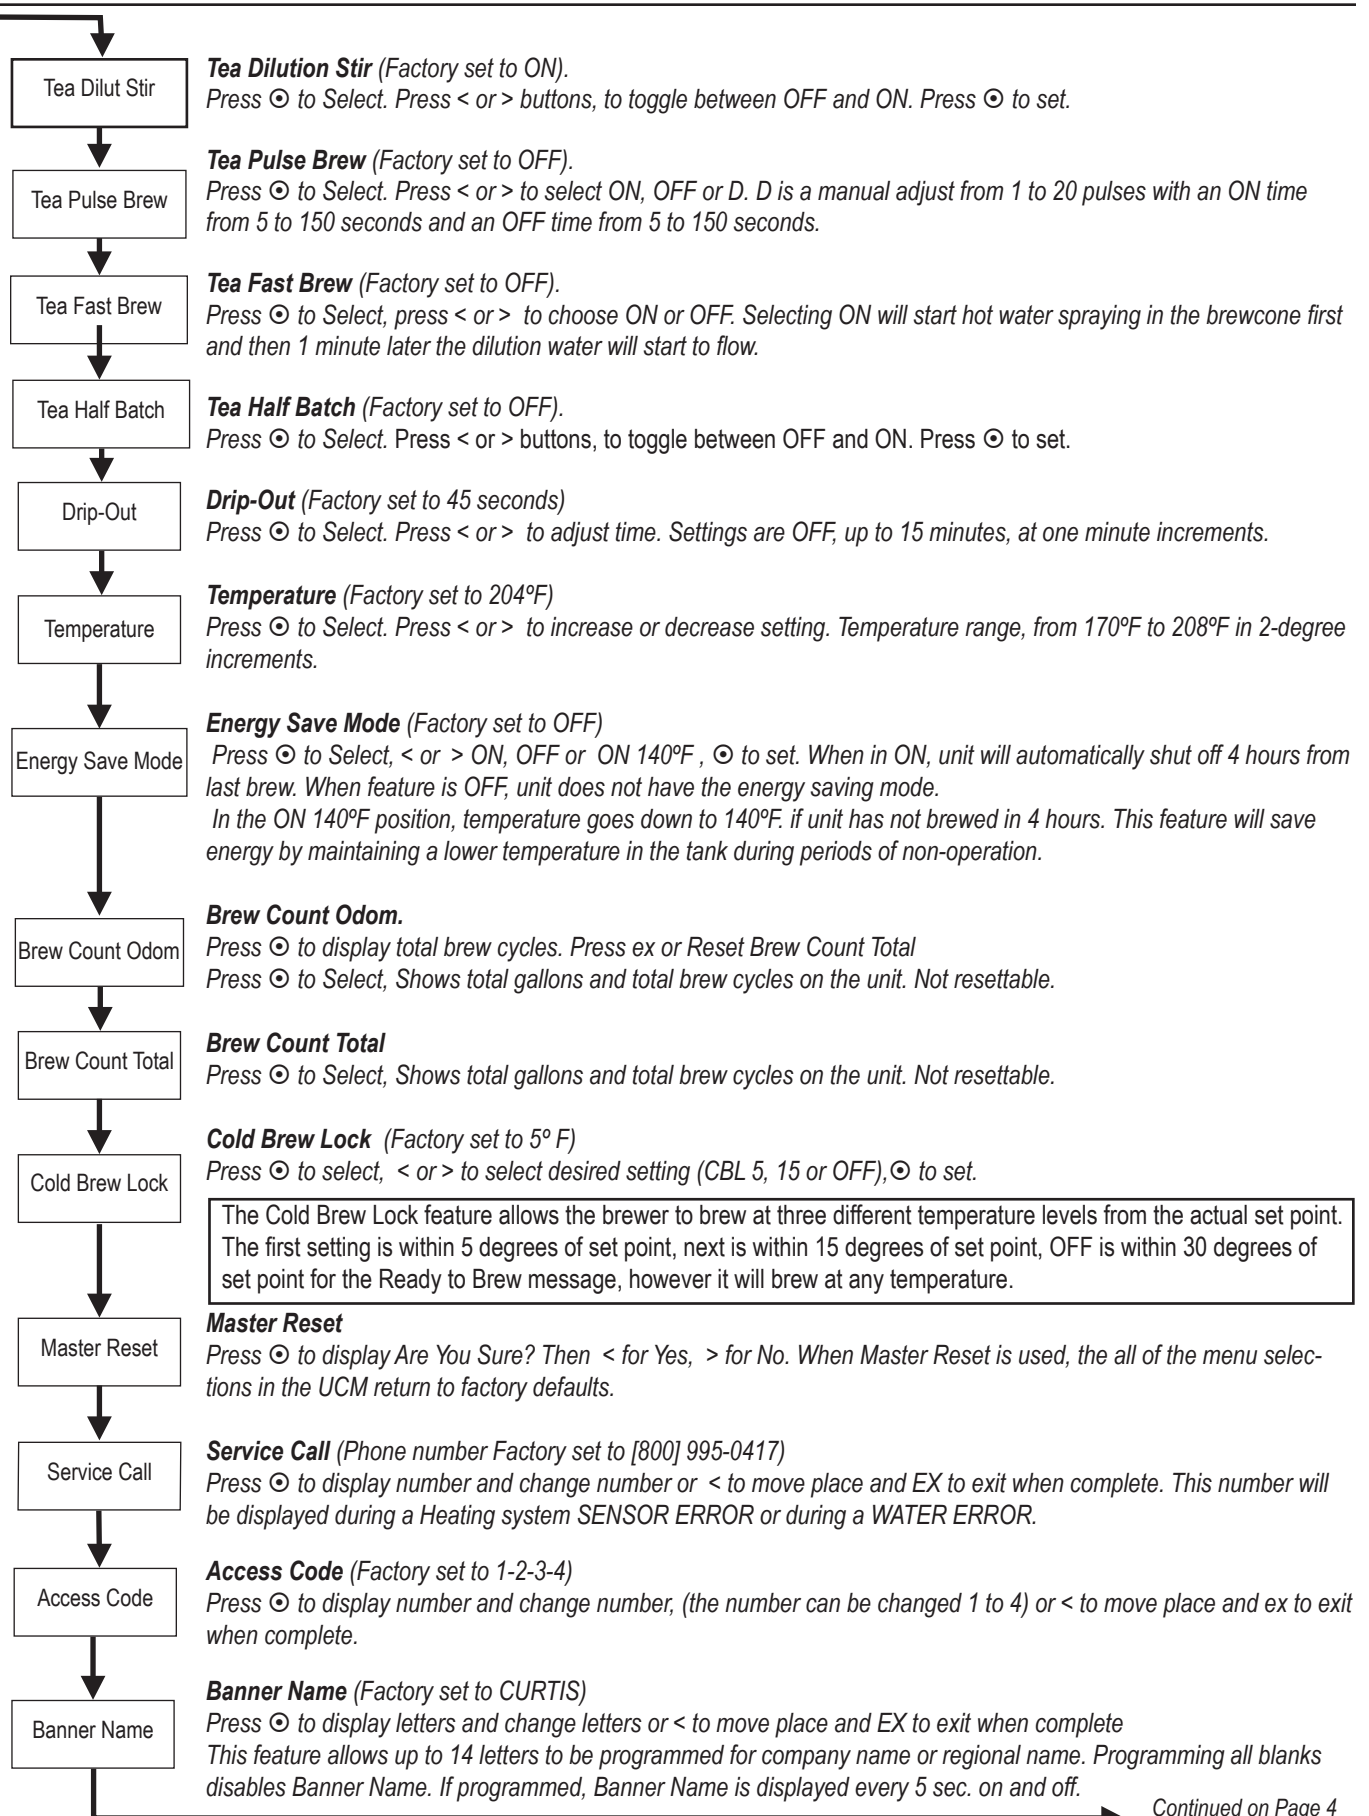 Tea Dilut Stir
Tea Dilution Stir (Factory set to ON).
Press ⊙ to Select. Press < or > buttons, to toggle between OFF and ON. Press ⊙ to set.
Tea Pulse Brew
Tea Pulse Brew (Factory set to OFF).
Press ⊙ to Select. Press < or > to select ON, OFF or D. D is a manual adjust from 1 to 20 pulses with an ON time
from 5 to 150 seconds and an OFF time from 5 to 150 seconds.
Tea Fast Brew
Tea Fast Brew (Factory set to OFF).
Press ⊙ to Select, press < or > to choose ON or OFF. Selecting ON will start hot water spraying in the brewcone first
and then 1 minute later the dilution water will start to flow.
Tea Half Batch
Tea Half Batch (Factory set to OFF).
Press ⊙ to Select. Press < or > buttons, to toggle between OFF and ON. Press ⊙ to set.
Drip-Out
Drip-Out (Factory set to 45 seconds)
Press ⊙ to Select. Press < or > to adjust time. Settings are OFF, up to 15 minutes, at one minute increments.
Temperature
Temperature (Factory set to 204ºF)
Press ⊙ to Select. Press < or > to increase or decrease setting. Temperature range, from 170ºF to 208ºF in 2-degree
increments.
Energy Save Mode
Energy Save Mode (Factory set to OFF)
Press ⊙ to Select, < or > ON, OFF or ON 140ºF , ⊙ to set. When in ON, unit will automatically shut off 4 hours from
last brew. When feature is OFF, unit does not have the energy saving mode.
In the ON 140ºF position, temperature goes down to 140ºF. if unit has not brewed in 4 hours. This feature will save
energy by maintaining a lower temperature in the tank during periods of non-operation.
Brew Count Odom
Brew Count Odom.
Press ⊙ to display total brew cycles. Press ex or Reset Brew Count Total
Press ⊙ to Select, Shows total gallons and total brew cycles on the unit. Not resettable.
Brew Count Total
Brew Count Total
Press ⊙ to Select, Shows total gallons and total brew cycles on the unit. Not resettable.
Cold Brew Lock
Cold Brew Lock (Factory set to 5º F)
Press ⊙ to select, < or > to select desired setting (CBL 5, 15 or OFF),⊙ to set.
The Cold Brew Lock feature allows the brewer to brew at three different temperature levels from the actual set point.
The first setting is within 5 degrees of set point, next is within 15 degrees of set point, OFF is within 30 degrees of
set point for the Ready to Brew message, however it will brew at any temperature.
Master Reset
Master Reset
Press ⊙ to display Are You Sure? Then < for Yes, > for No. When Master Reset is used, the all of the menu selec-
tions in the UCM return to factory defaults.
Service Call
Service Call (Phone number Factory set to [800] 995-0417)
Press ⊙ to display number and change number or < to move place and EX to exit when complete. This number will
be displayed during a Heating system SENSOR ERROR or during a WATER ERROR.
Access Code
Access Code (Factory set to 1-2-3-4)
Press ⊙ to display number and change number, (the number can be changed 1 to 4) or < to move place and ex to exit
when complete.
Banner Name
Banner Name (Factory set to CURTIS)
Press ⊙ to display letters and change letters or < to move place and EX to exit when complete
This feature allows up to 14 letters to be programmed for company name or regional name. Programming all blanks
disables Banner Name. If programmed, Banner Name is displayed every 5 sec. on and off.
Continued on Page 4